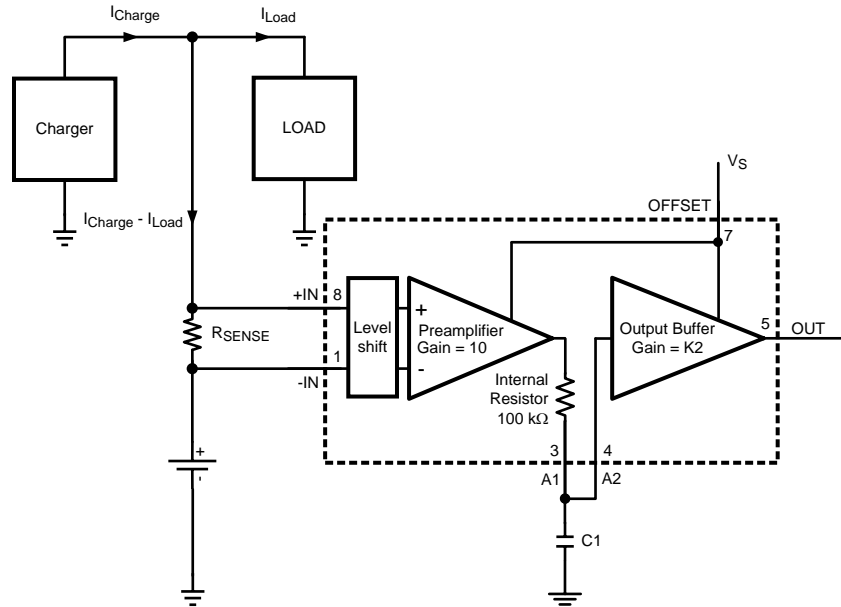 ICharge
ILoad
Charger
LOAD
VS
OFFSET
7
ICharge - ILoad
+IN
8
Level
shift
+
-
Preamplifier
Gain = 10
Output Buffer
Gain = K2
5
OUT
RSENSE
1
-IN
Internal
Resistor
100 kΩ
+
-
3
4
A1
A2
C1